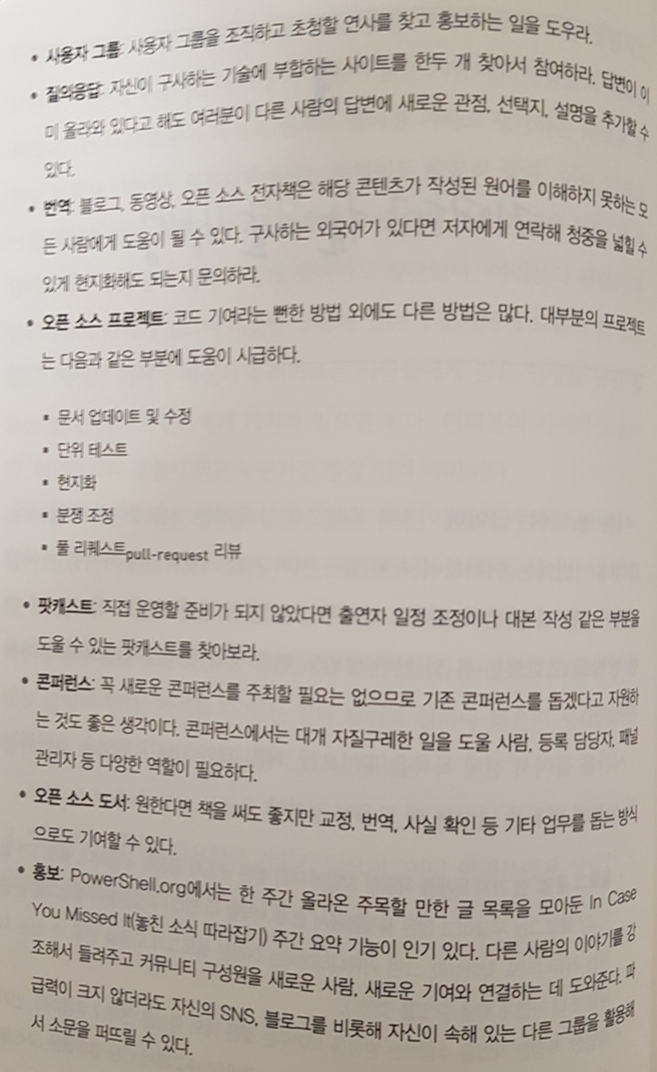 • 사용자 그룹: 사용자 그룹을 조직하고 초청할 연사를 찾고 홍보하는 일을 도우라.
• 질의응답: 자신이 구사하는 기술에 부합하는 사이트를 한두 개 찾아서 참여하라. 답변이 이
미 올라와 있다고 해도 여러분이 다른 사람의 답변에 새로운 관점, 선택지, 설명을 추가할 수
있다.
• 번역: 블로그, 동영상, 오픈 소스 전자책은 해당 콘텐츠가 작성된 원어를 이해하지 못하는 모
든 사람에게 도움이 될 수 있다. 구사하는 외국어가 있다면 저자에게 연락해 청중을 넓힐 수
있게 현지화해도 되는지 문의하라.
• 오픈 소스 프로젝트: 코드 기여라는 뻔한 방법 외에도 다른 방법은 많다. 대부분의 프로젝트
는 다음과 같은 부분에 도움이 시급하다.
▪ 문서 업데이트 및 수정
▪ 단위 테스트
▪ 현지화
▪ 분쟁 조정
▪ 풀 리퀘스트pull-request 리뷰
• 팟캐스트: 직접 운영할 준비가 되지 않았다면 출연자 일정 조정이나 대본 작성 같은 부분을
도울 수 있는 팟캐스트를 찾아보라.
• 콘퍼런스: 꼭 새로운 콘퍼런스를 주최할 필요는 없으므로 기존 콘퍼런스를 돕겠다고 자원하
는 것도 좋은 생각이다. 콘퍼런스에서는 대개 자질구레한 일을 도울 사람, 등록 담당자, 패널
관리자 등 다양한 역할이 필요하다.
• 오픈 소스 도서: 원한다면 책을 써도 좋지만 교정, 번역, 사실 확인 등 기타 업무를 돕는 방식
으로도 기여할 수 있다.
• 홍보: PowerShell.org에서는 한 주간 올라온 주목할 만한 글 목록을 모아둔 In Case
You Missed It(놓친 소식 따라잡기) 주간 요약 기능이 인기 있다. 다른 사람의 이야기를 강
조해서 들려주고 커뮤니티 구성원을 새로운 사람, 새로운 기여와 연결하는 데 도와준다. 파
급력이 크지 않더라도 자신의 SNS, 블로그를 비롯해 자신이 속해 있는 다른 그룹을 활용해
서 소문을 퍼뜨릴 수 있다.